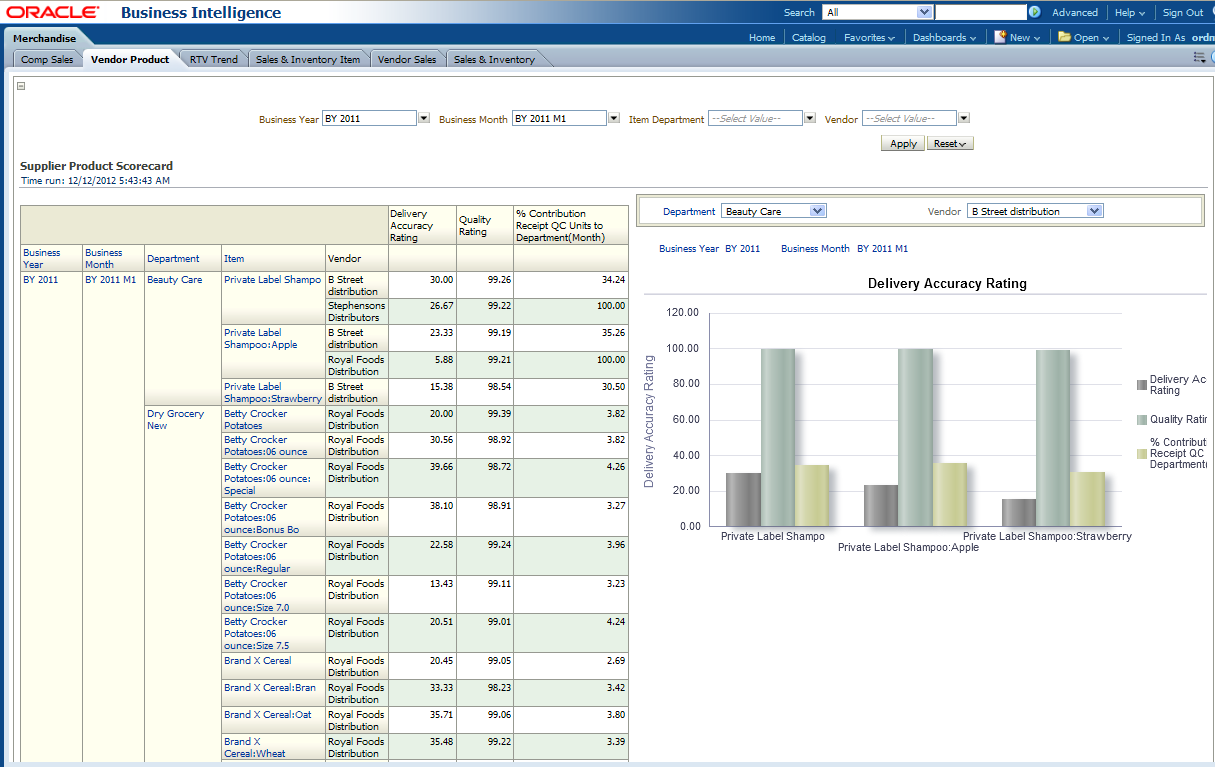 ORACLE Business Intelligence
Search All Advanced Help Sign Out
Merchandise
Home Catalog Favorites Dashboards New Open Signed In As ordn
Comp Sales Vendor Product RTV Trend Sales & Inventory Item Vendor Sales Sales & Inventory
Business Year BY 2011 Business Month BY 2011 M1 Item Department --Select Value-- Vendor --Select Value--
Apply Reset
Supplier Product Scorecard
Time run: 12/12/2012 5:43:43 AM
Delivery
Accuracy
Rating
Quality
Rating
% Contribution
Receipt QC Units to
Department(Month)
Business
Year
Business
Month
Department
Item
Vendor
BY 2011
BY 2011 M1
Beauty Care
Private Label Shampo
B Street
distribution
30.00 99.26 34.24
Stephensons
Distributors
26.67 99.22 100.00
Private Label
Shampoo:Apple
B Street
distribution
23.33 99.19 35.26
Royal Foods
Distribution
5.88 99.21 100.00
Private Label
Shampoo:Strawberry
B Street
distribution
15.38 98.54 30.50
Dry Grocery
New
Betty Crocker
Potatoes
Royal Foods
Distribution
20.00 99.39 3.82
Betty Crocker
Potatoes:06 ounce
Royal Foods
Distribution
30.56 98.92 3.82
Betty Crocker
Potatoes:06 ounce:
Special
Royal Foods
Distribution
39.66 98.72 4.26
Betty Crocker
Potatoes:06
ounce:Bonus Bo
Royal Foods
Distribution
38.10 98.91 3.27
Betty Crocker
Potatoes:06
ounce:Regular
Royal Foods
Distribution
22.58 99.24 3.96
Betty Crocker
Potatoes:06
ounce:Size 7.0
Royal Foods
Distribution
13.43 99.11 3.23
Betty Crocker
Potatoes:06
ounce:Size 7.5
Royal Foods
Distribution
20.51 99.01 4.24
Brand X Cereal
Royal Foods
Distribution
20.45 99.05 2.69
Brand X Cereal:Bran
Royal Foods
Distribution
33.33 98.23 3.42
Brand X Cereal:Oat
Royal Foods
Distribution
35.71 99.06 3.80
Brand X
Cereal:Wheat
Royal Foods
Distribution
35.48 99.22 3.39
Department Beauty Care Vendor B Street distribution
Business Year BY 2011 Business Month BY 2011 M1
Delivery Accuracy Rating
Delivery Accuracy Rating
120.00
100.00
80.00
60.00
40.00
20.00
0.00
Private Label Shampo
Private Label Shampoo:Apple
Private Label Shampoo:Strawberry
Delivery Ac
Rating
Quality Ratin
% Contribut
Receipt QC
Department(